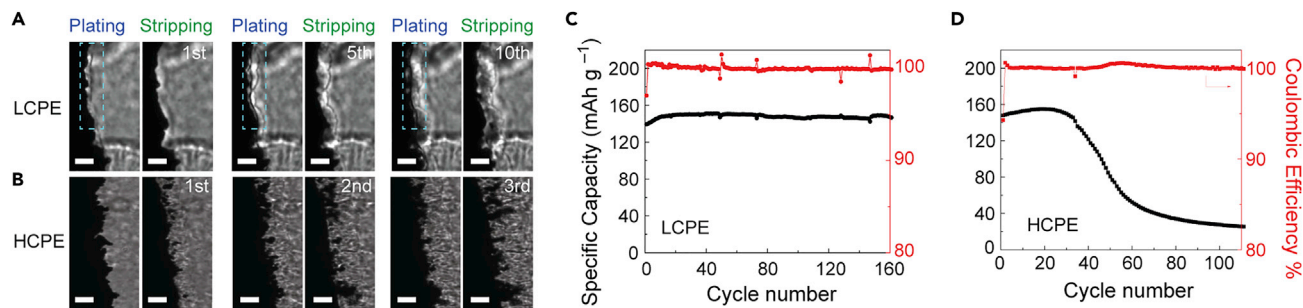 A
Plating Stripping
Plating Stripping
Plating Stripping
LCPE
1st
5th
10th
B
HCPE
1st
2nd
3rd
C
Specific Capacity (mAh g⁻¹)
200
160
120
80
40
0
0 40 80 120 160
Cycle number
100
90
80
LCPE
D
200
160
120
80
40
0
0 20 40 60 80 100
Cycle number
100
90
80
Coulombic Efficiency %
HCPE